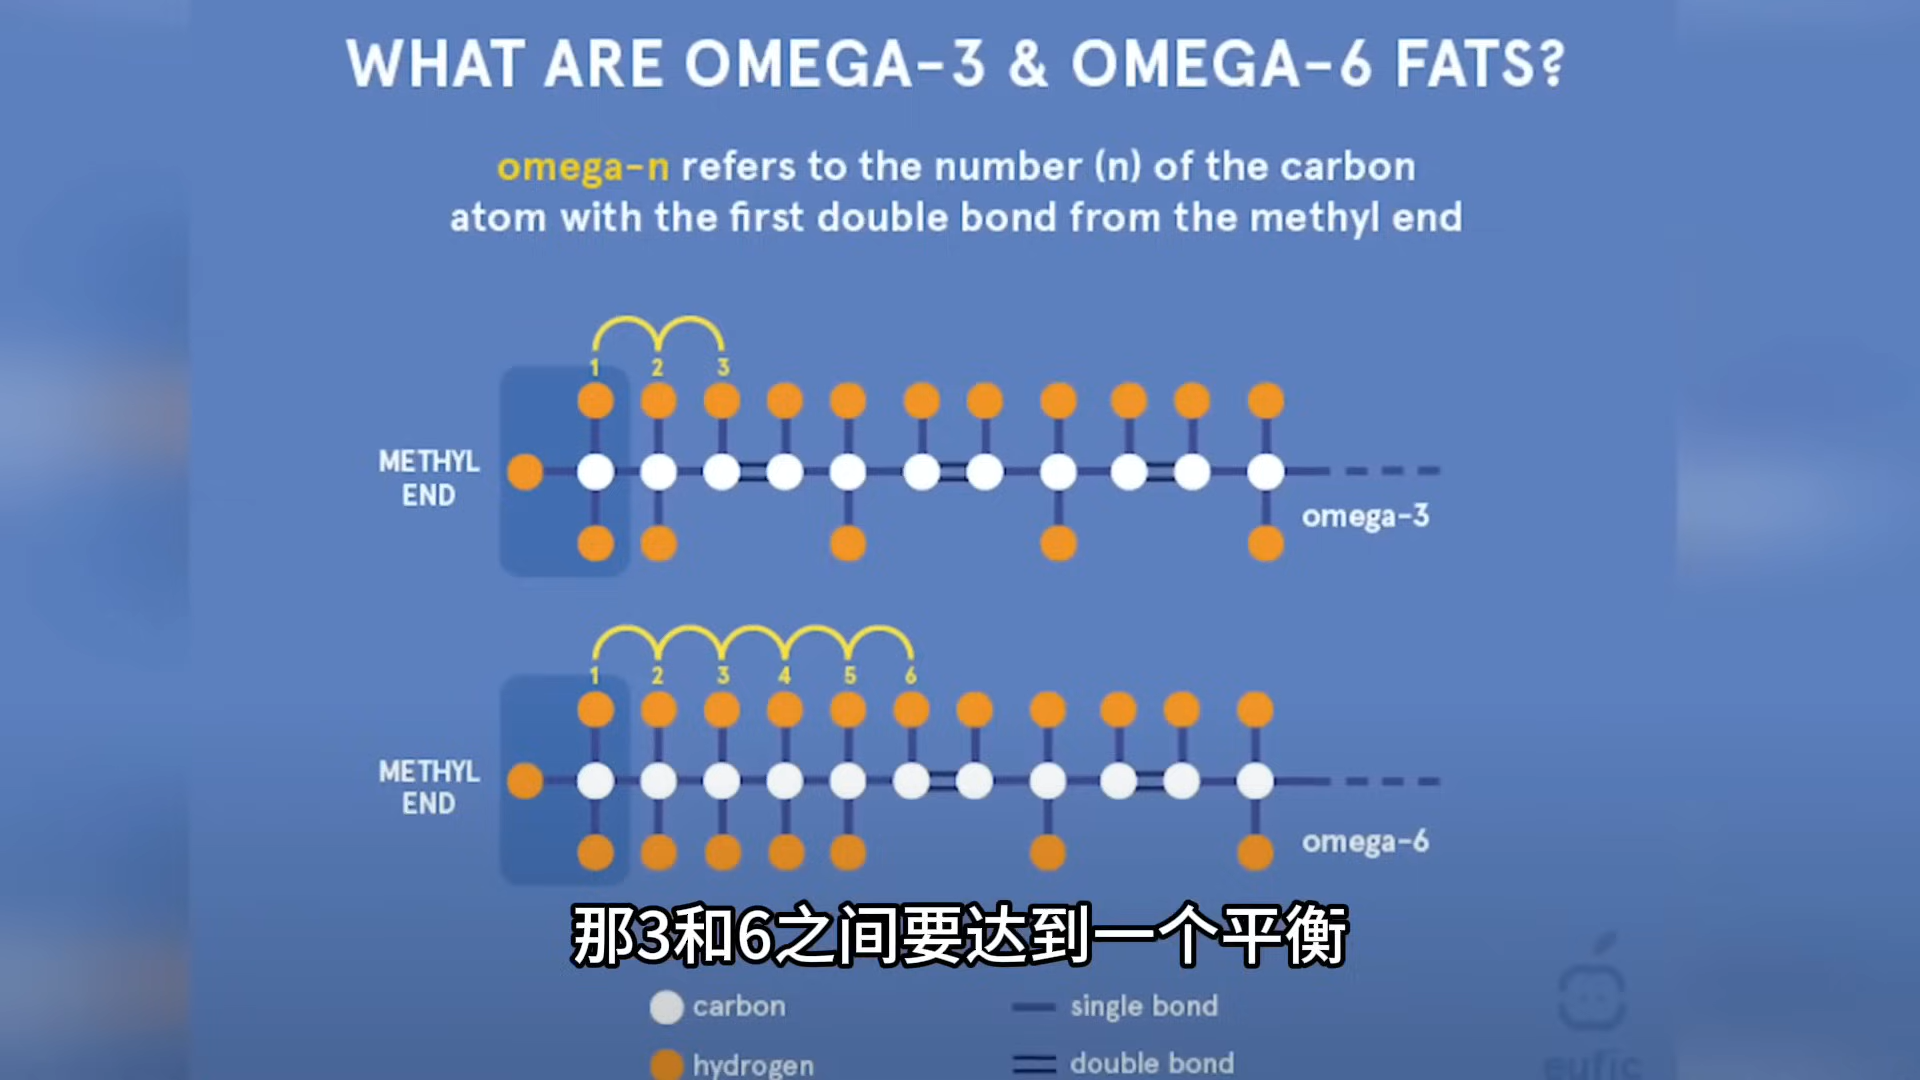 WHAT ARE OMEGA-3 & OMEGA-6 FATS?
omega-n refers to the number (n) of the carbon
atom with the first double bond from the methyl end
1 2 3
METHYL
END
omega-3
1 2 3 4 5 6
METHYL
END
omega-6
那3和6之间要达到一个平衡
carbon
single bond
hydrogen
double bond
eufic